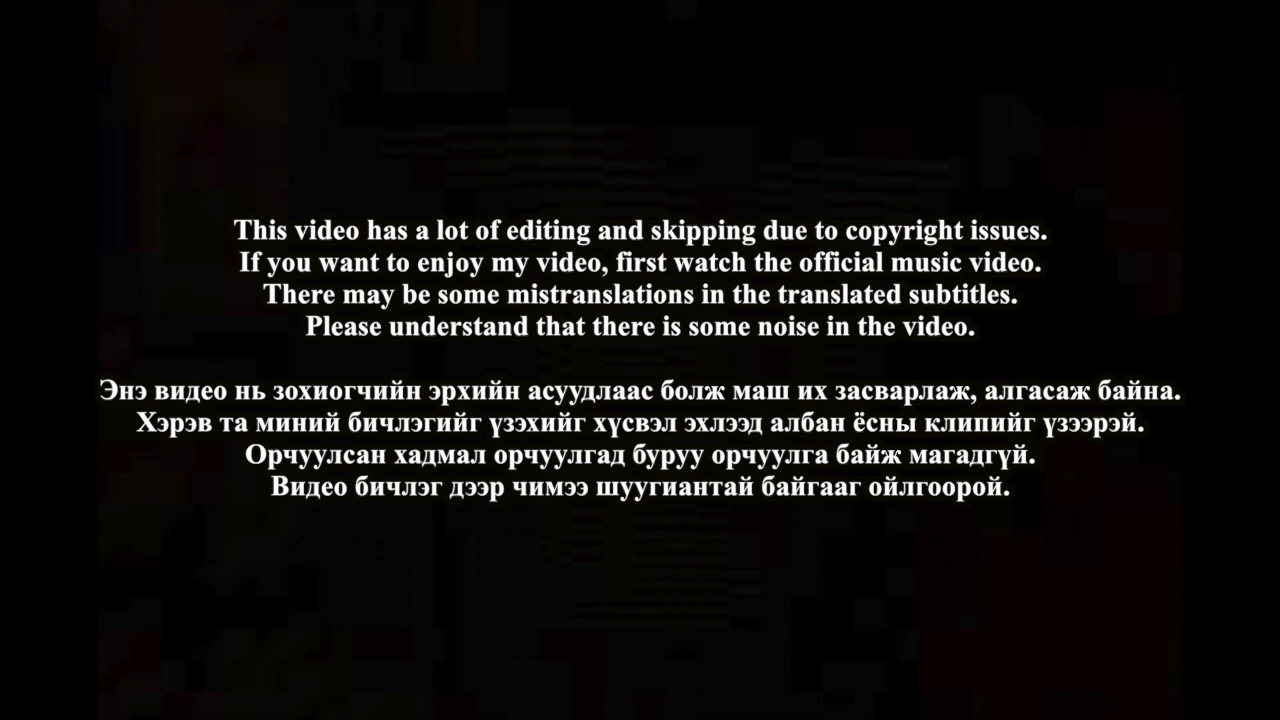 This video has a lot of editing and skipping due to copyright issues.
If you want to enjoy my video, first watch the official music video.
There may be some mistranslations in the translated subtitles.
Please understand that there is some noise in the video.
Энэ видео нь зохиогчийн эрхийн асуудлаас болж маш их засварлаж, алгасаж байна.
Хэрэв та миний бичлэгийг үзэхийг хүсвэл эхлээд албан ёсны клипийг үзээрэй.
Орчуулсан хадмал орчуулгад буруу орчуулга байж магадгүй.
Видео бичлэг дээр чимээ шуугиантай байгааг ойлгоорой.